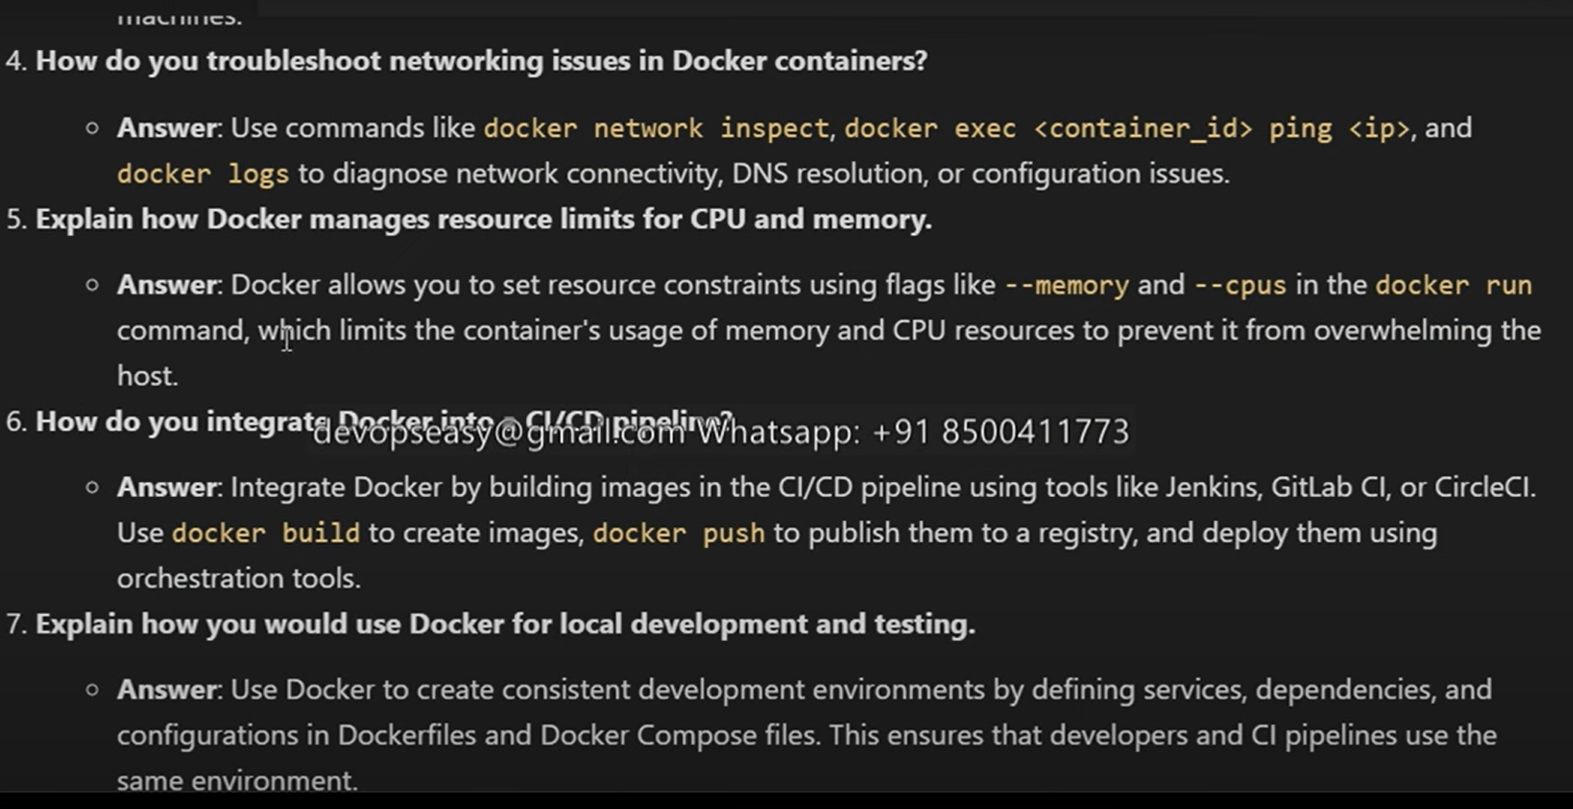 machines.
4. How do you troubleshoot networking issues in Docker containers?
Answer: Use commands like docker network inspect, docker exec <container_id> ping <ip>, and
docker logs to diagnose network connectivity, DNS resolution, or configuration issues.
5. Explain how Docker manages resource limits for CPU and memory.
Answer: Docker allows you to set resource constraints using flags like --memory and --cpus in the docker run
command, which limits the container's usage of memory and CPU resources to prevent it from overwhelming the
host.
6. How do you integrate Docker into a CI/CD pipeline?
devopseasy@gmail.com Whatsapp: +91 8500411773
Answer: Integrate Docker by building images in the CI/CD pipeline using tools like Jenkins, GitLab CI, or CircleCI.
Use docker build to create images, docker push to publish them to a registry, and deploy them using
orchestration tools.
7. Explain how you would use Docker for local development and testing.
Answer: Use Docker to create consistent development environments by defining services, dependencies, and
configurations in Dockerfiles and Docker Compose files. This ensures that developers and CI pipelines use the
same environment.